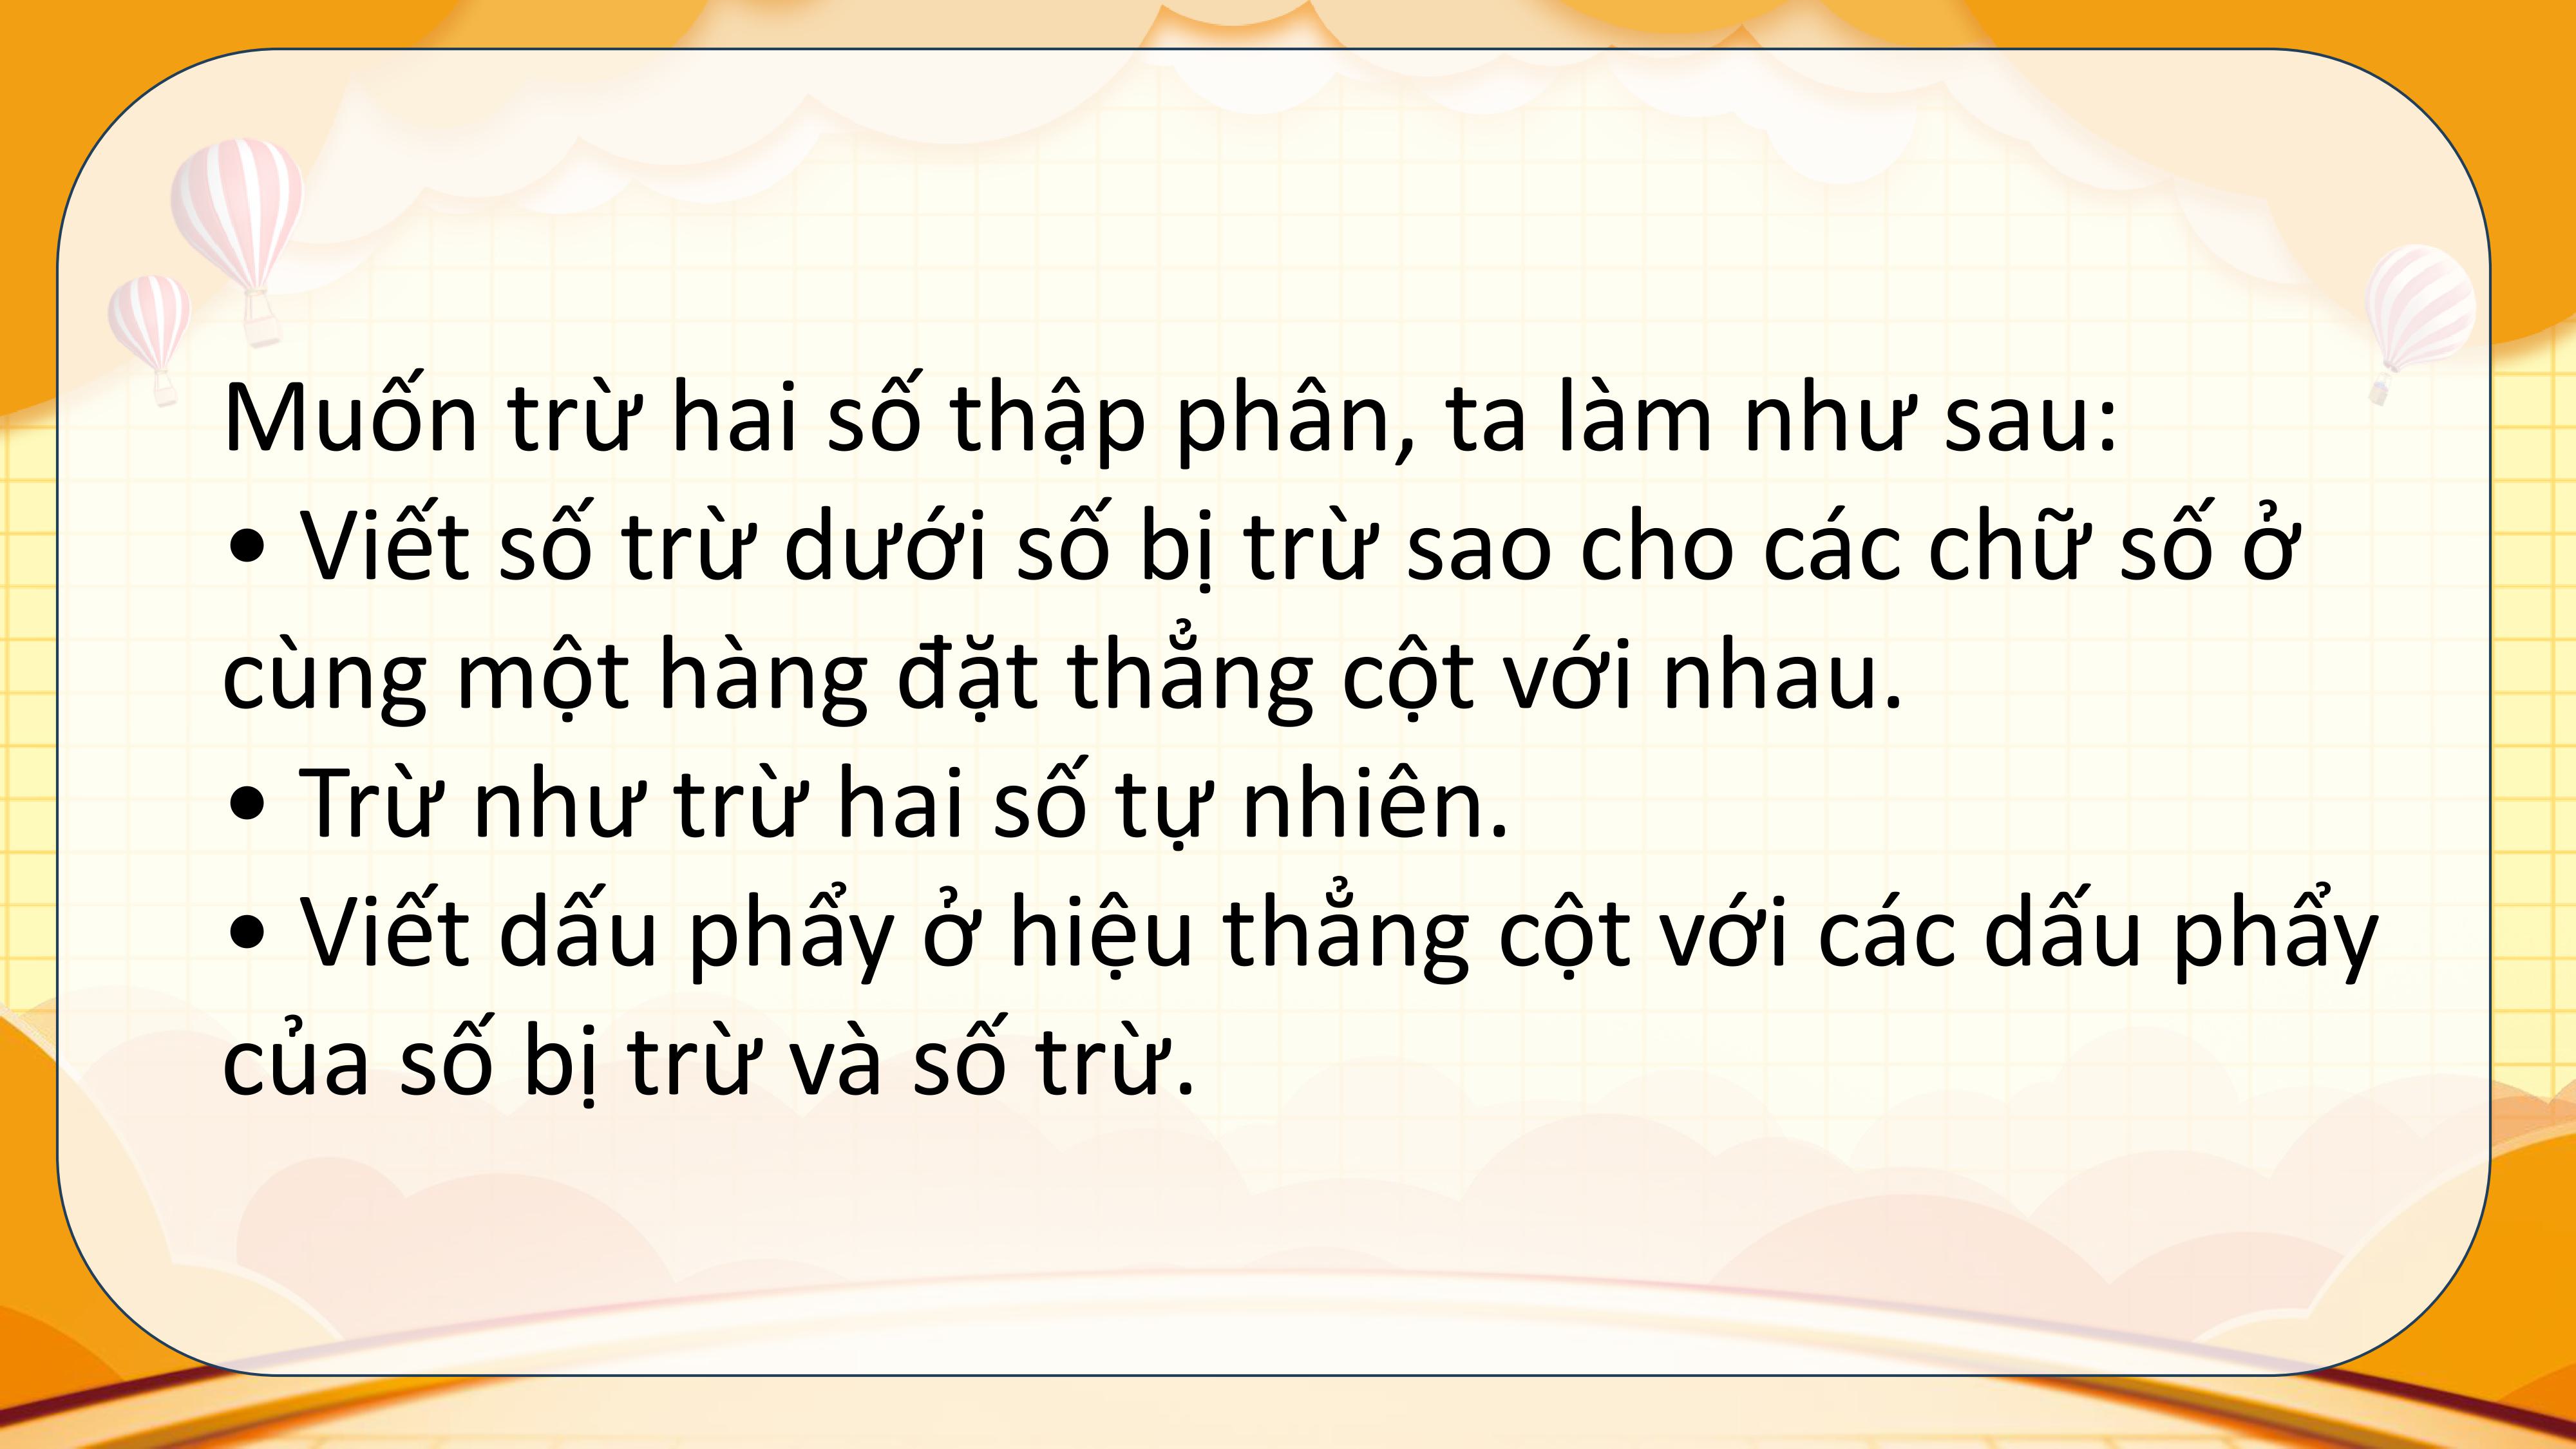 Muốn trừ hai số thập phân, ta làm như sau:
• Viết số trừ dưới số bị trừ sao cho các chữ số ở
cùng một hàng đặt thẳng cột với nhau.
• Trừ như trừ hai số tự nhiên.
• Viết dấu phẩy ở hiệu thẳng cột với các dấu phẩy
của số bị trừ và số trừ.